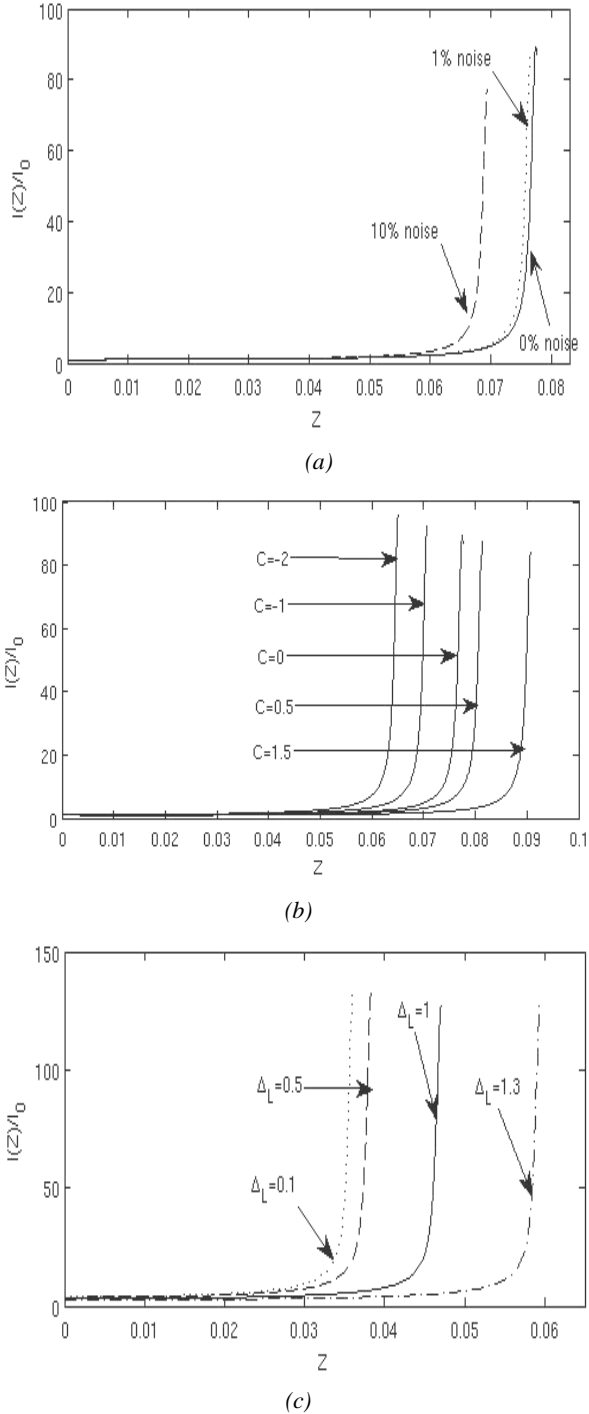 100
80
60
40
20
0
I(Z)/I0
1% noise
10% noise
0% noise
0 0.01 0.02 0.03 0.04 0.05 0.06 0.07 0.08
Z
(a)
100
80
60
40
20
0
I(Z)/I0
C=-2
C=-1
C=0
C=0.5
C=1.5
0 0.01 0.02 0.03 0.04 0.05 0.06 0.07 0.08 0.09 0.1
Z
(b)
150
100
50
0
I(Z)/I0
ΔL=1
ΔL=0.5
ΔL=1.3
ΔL=0.1
0 0.01 0.02 0.03 0.04 0.05 0.06
Z
(c)